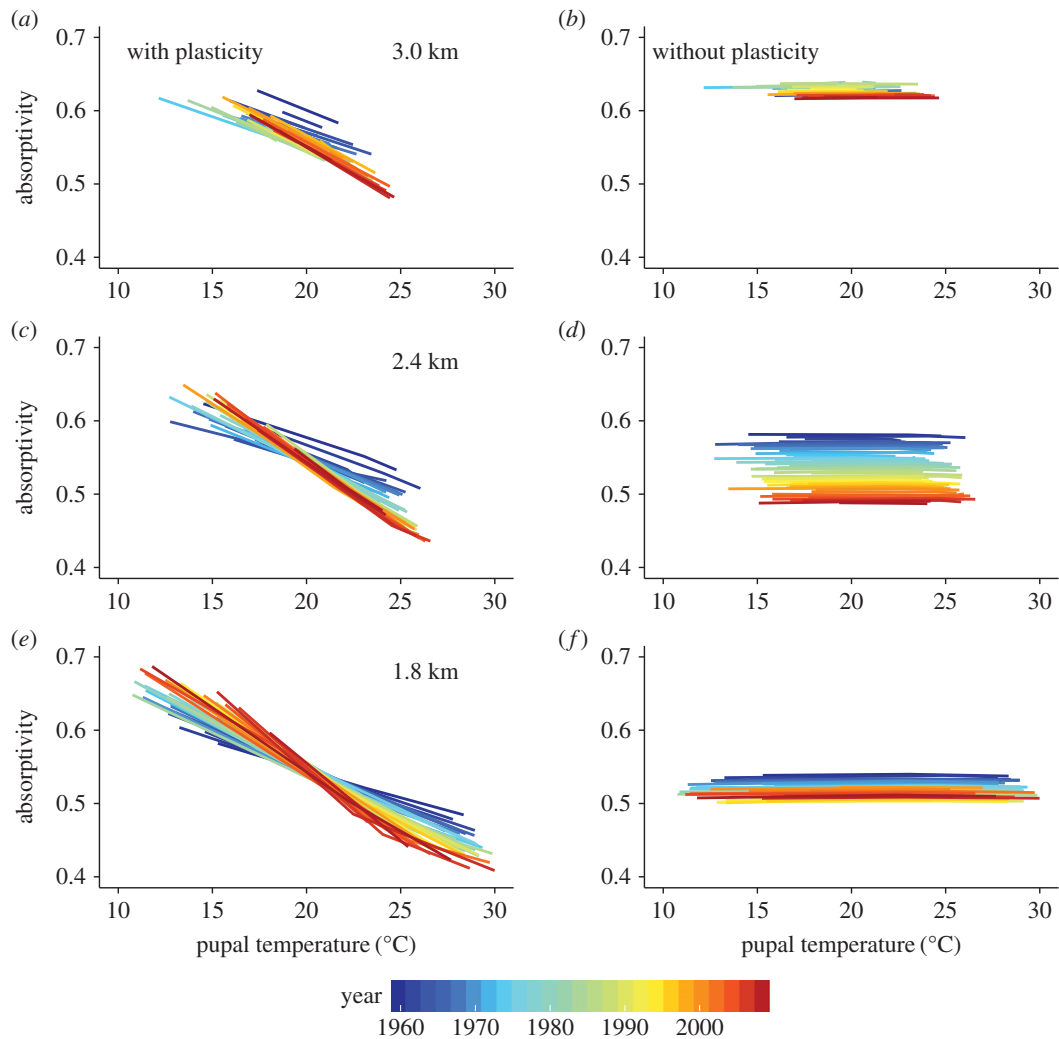 (a)
(b)
0.7
with plasticity
3.0 km
0.7
without plasticity
0.6
0.6
absorptivity
absorptivity
0.5
0.5
0.4
0.4
10 15 20 25 30
10 15 20 25 30
(c)
(d)
0.7
2.4 km
0.7
0.6
0.6
absorptivity
absorptivity
0.5
0.5
0.4
0.4
10 15 20 25 30
10 15 20 25 30
(e)
(f)
0.7
1.8 km
0.7
0.6
0.6
absorptivity
absorptivity
0.5
0.5
0.4
0.4
10 15 20 25 30
10 15 20 25 30
pupal temperature (°C)
pupal temperature (°C)
year
1960 1970 1980 1990 2000